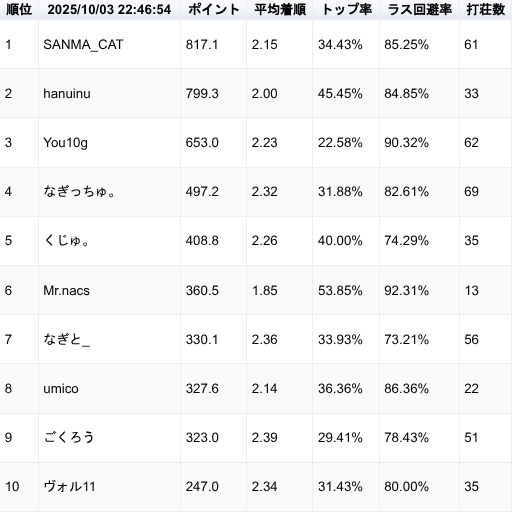 順位 2025/10/03 22:46:54 ポイント 平均着順 トップ率 ラス回避率 打荘数
1 SANMA_CAT 817.1 2.15 34.43% 85.25% 61
2 hanuinu 799.3 2.00 45.45% 84.85% 33
3 You10g 653.0 2.23 22.58% 90.32% 62
4 なぎっちゅ。 497.2 2.32 31.88% 82.61% 69
5 くじゅ。 408.8 2.26 40.00% 74.29% 35
6 Mr.nacs 360.5 1.85 53.85% 92.31% 13
7 なぎと_ 330.1 2.36 33.93% 73.21% 56
8 umico 327.6 2.14 36.36% 86.36% 22
9 ごくろう 323.0 2.39 29.41% 78.43% 51
10 ヴォル11 247.0 2.34 31.43% 80.00% 35